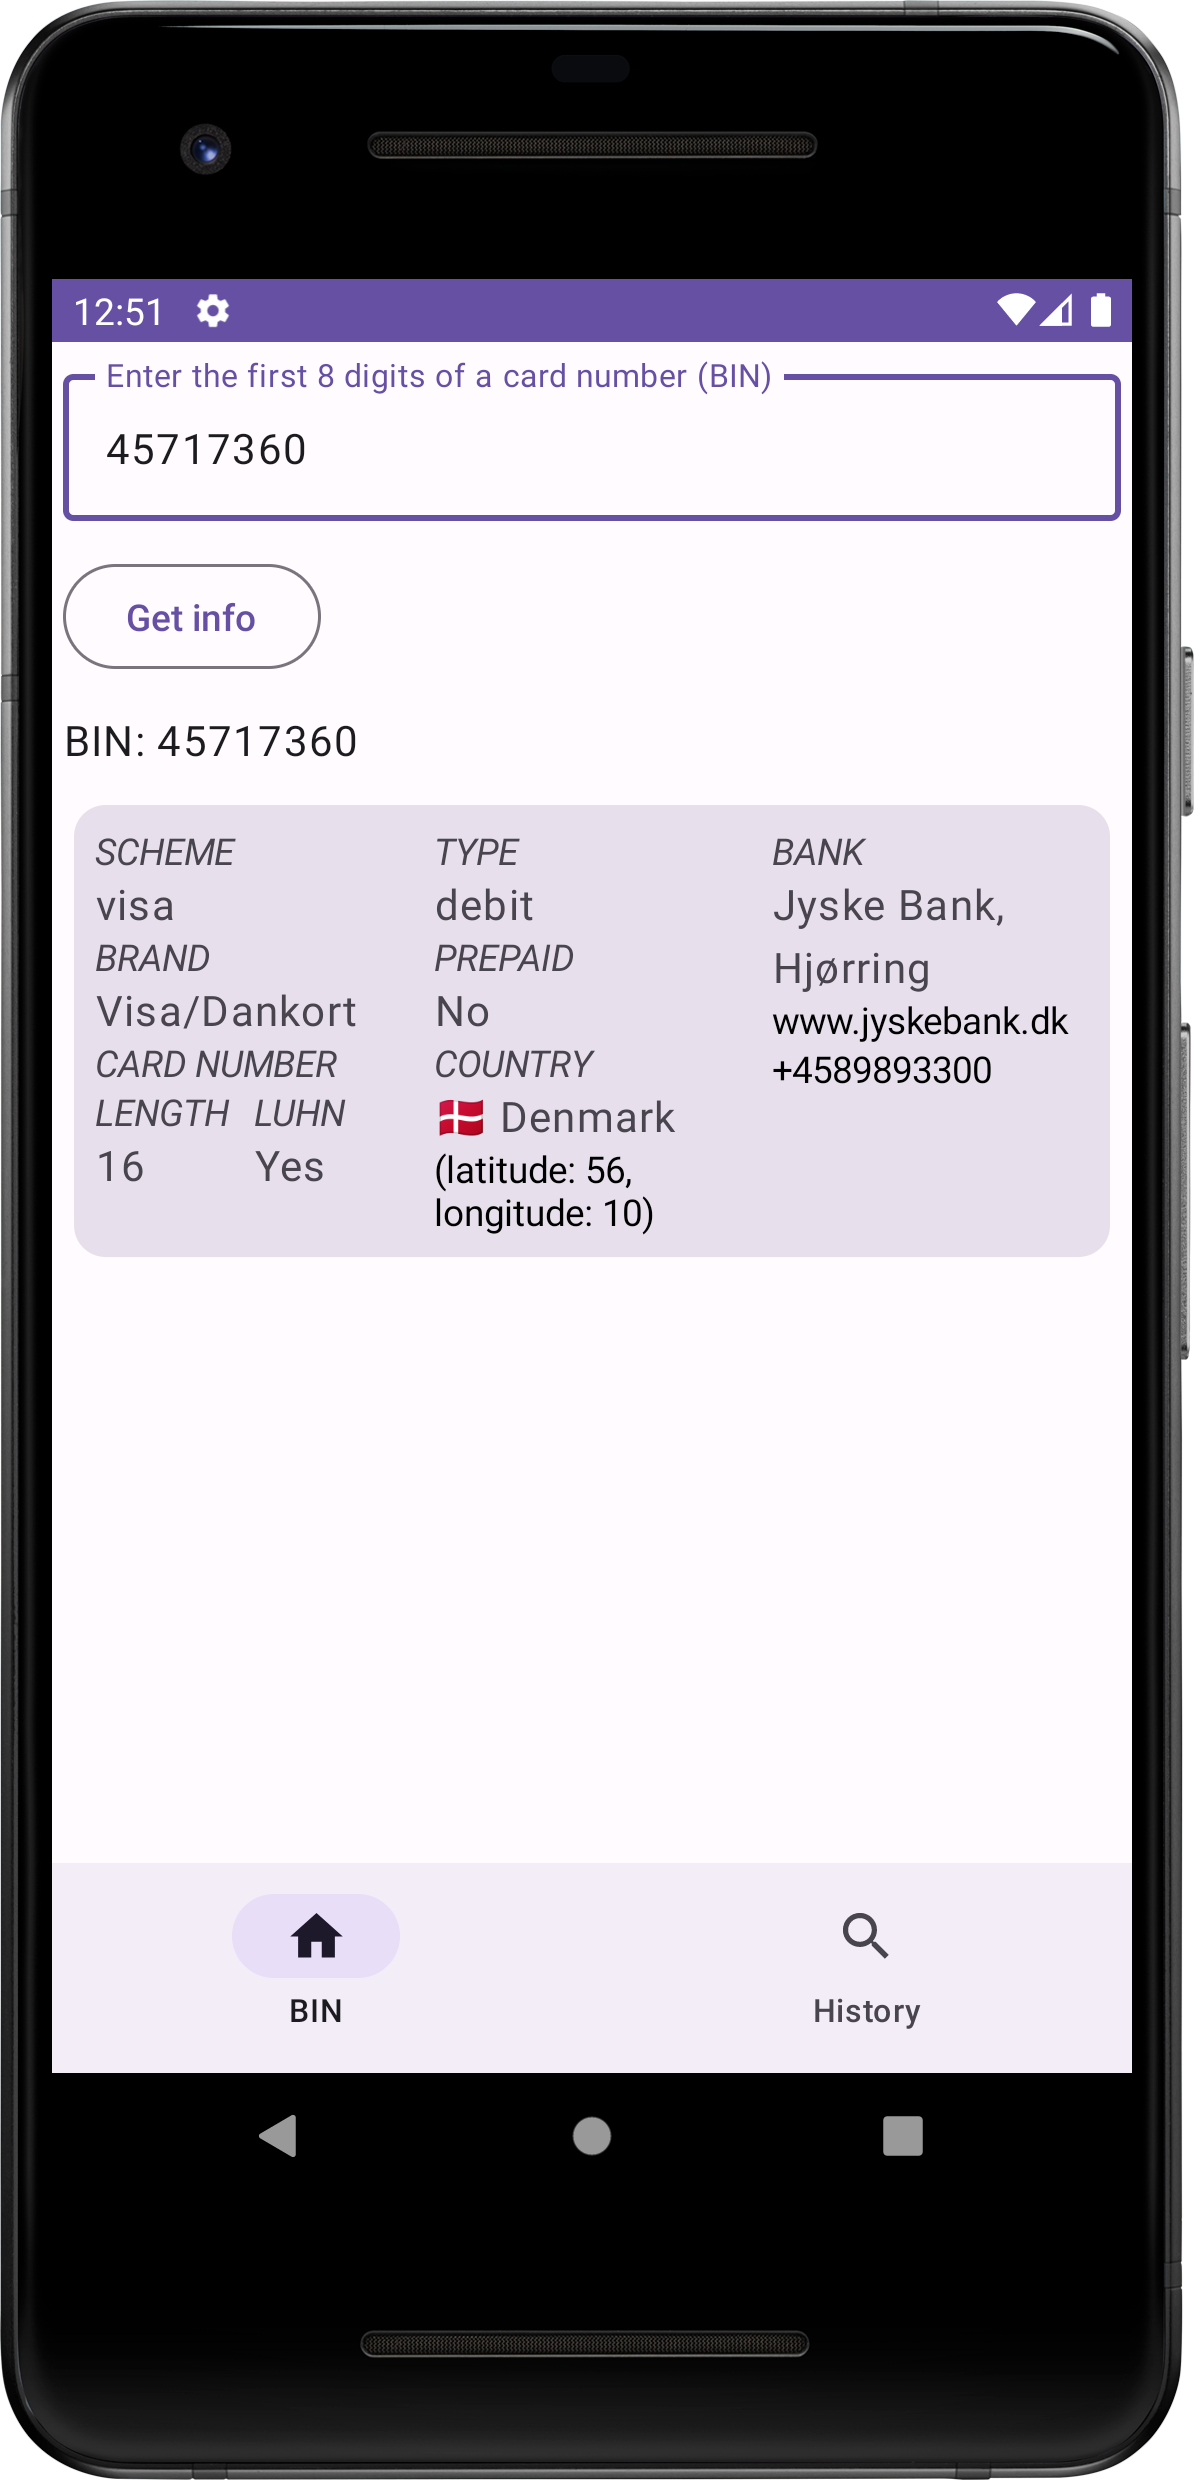 12:51
Enter the first 8 digits of a card number (BIN)
45717360
Get info
BIN: 45717360
SCHEME
visa
BRAND
Visa/Dankort
CARD NUMBER
LENGTH LUHN
16 Yes
TYPE
debit
PREPAID
No
COUNTRY
🇩🇰 Denmark
(latitude: 56,
longitude: 10)
BANK
Jyske Bank,
Hjørring
www.jyskebank.dk
+4589893300
BIN
History